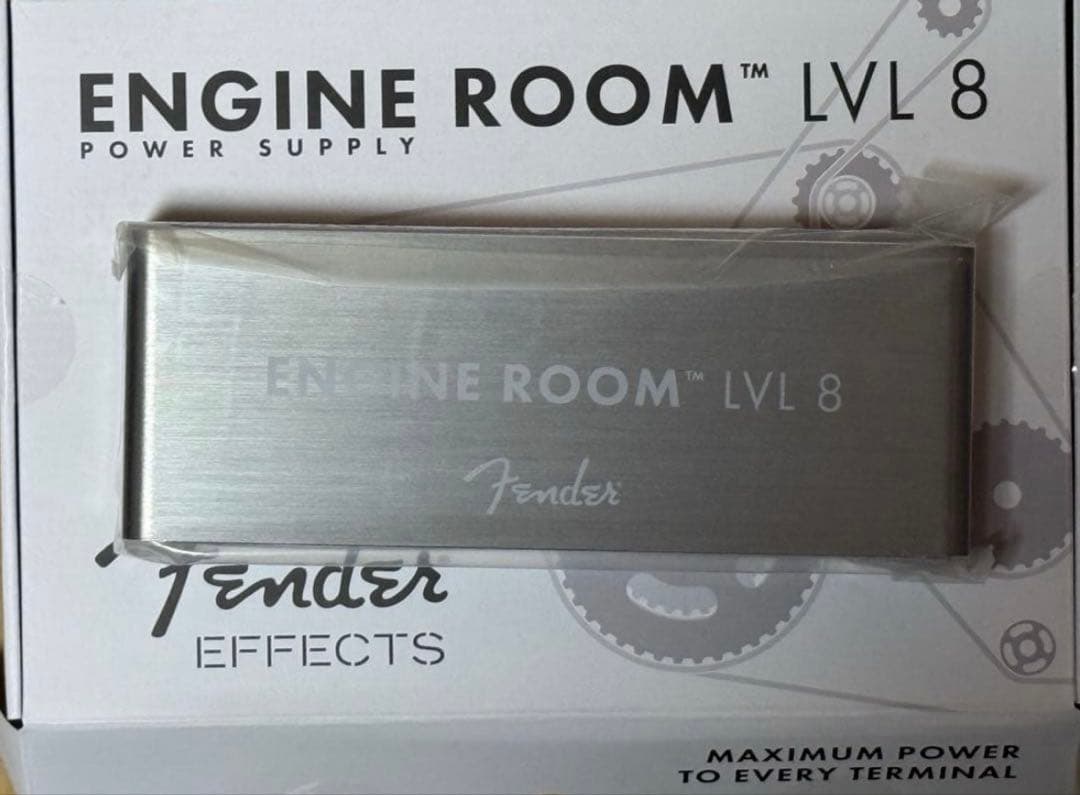 ENGINE ROOM™ LVL 8
POWER SUPPLY
ENGINE ROOM™ LVL 8
Fender
Fender
EFFECTS
MAXIMUM POWER
TO EVERY TERMINAL